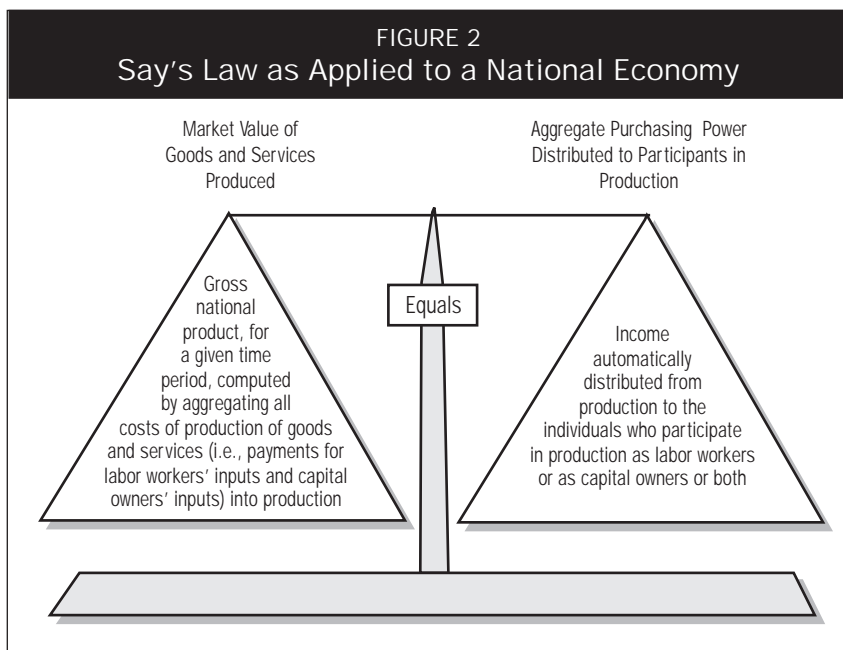 FIGURE 2
Say's Law as Applied to a National Economy
Market Value of
Goods and Services
Produced
Aggregate Purchasing Power
Distributed to Participants in
Production
Gross
national
product, for
a given time
period, computed
by aggregating all
costs of production of goods
and services (i.e., payments for
labor workers' inputs and capital
owners' inputs) into production
Equals
Income
automatically
distributed from
production to the
individuals who participate
in production as labor workers
or as capital owners or both